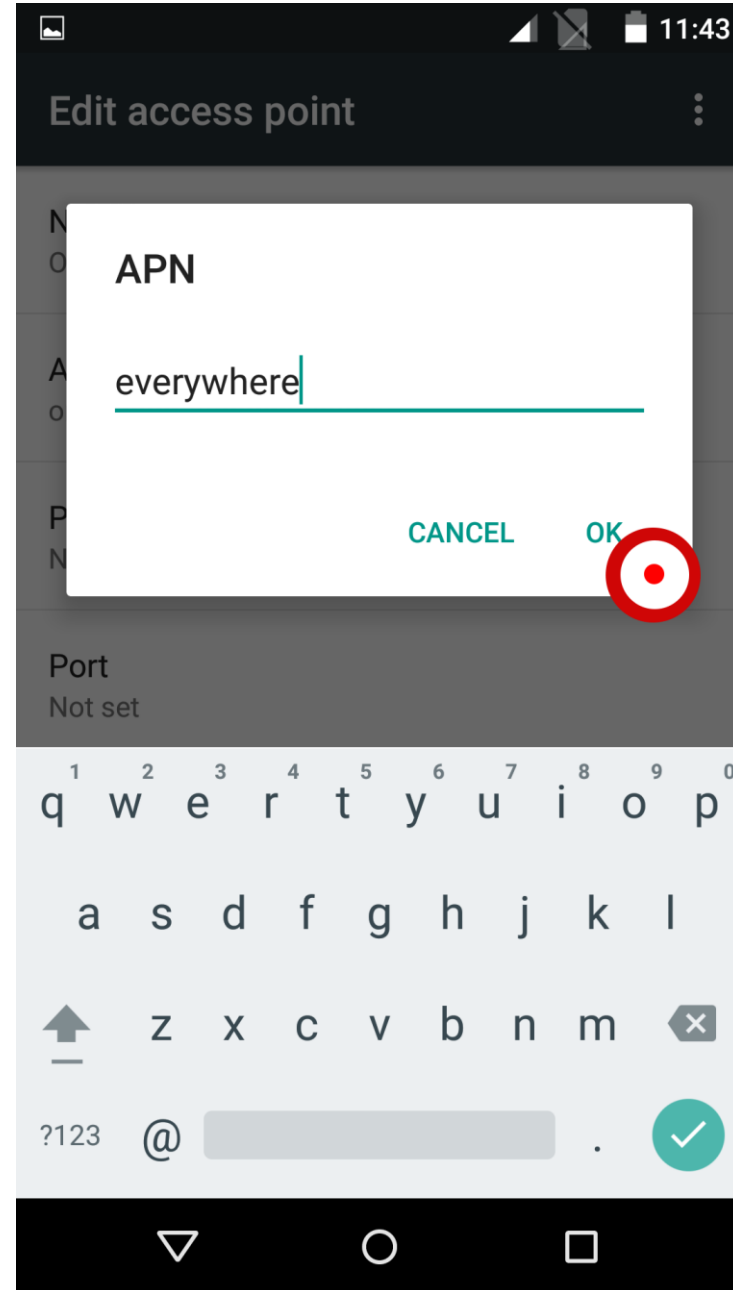 11:43
Edit access point
N
O
APN
A
everywhere
o
P
CANCEL OK
N
Port
Not set
1 2 3 4 5 6 7 8 9 0
q w e r t y u i o p
a s d f g h j k l
z x c v b n m
?123 @ .